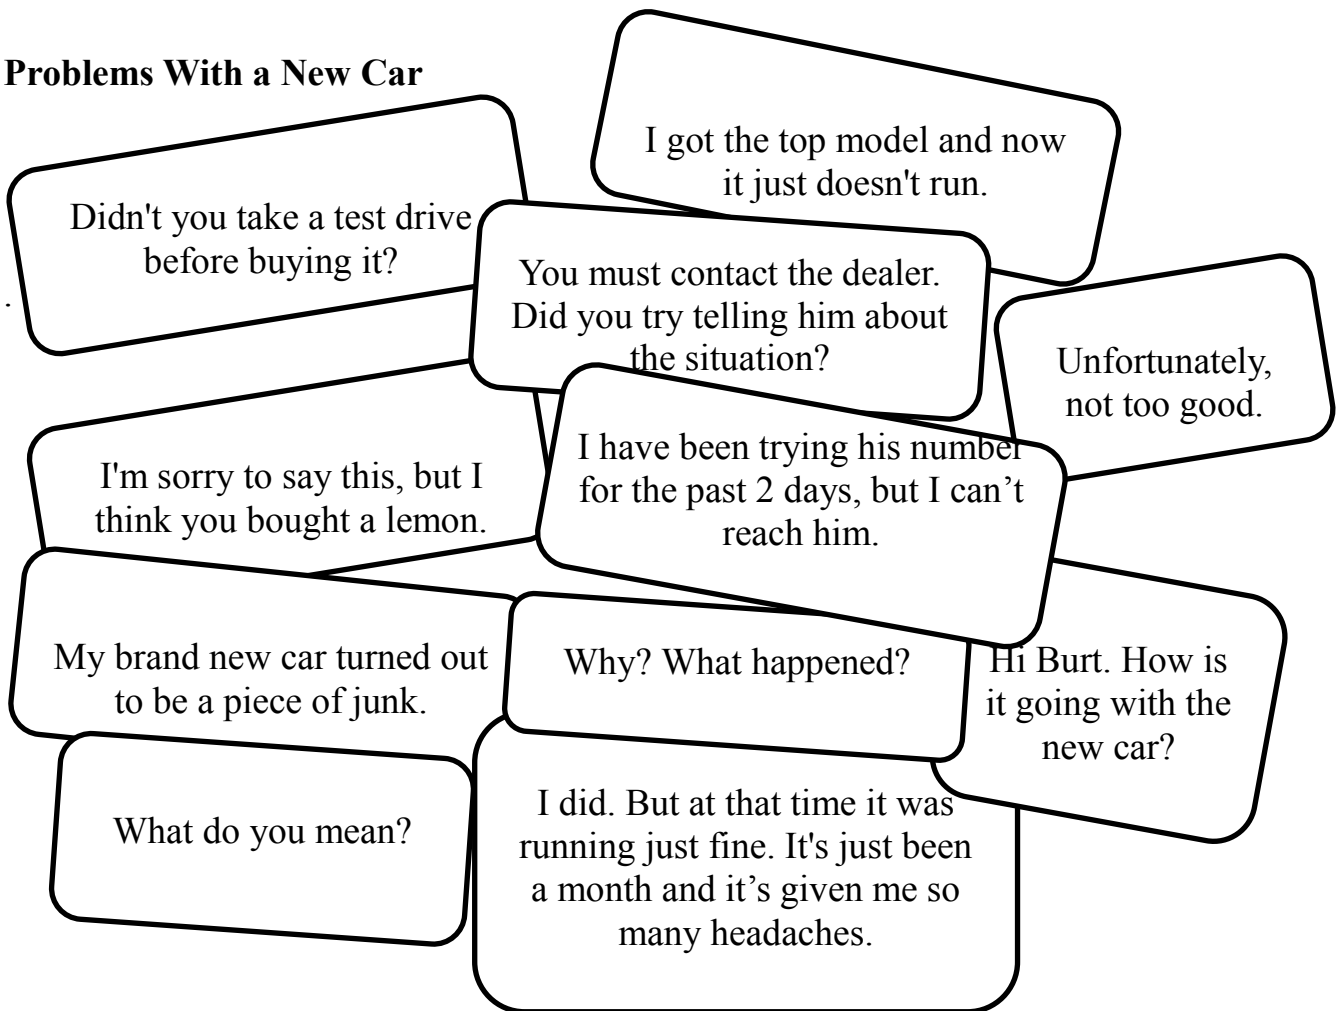 Problems With a New Car
I got the top model and now
it just doesn't run.
Didn't you take a test drive
before buying it?
.
You must contact the dealer.
Did you try telling him about
the situation?
Unfortunately,
not too good.
I'm sorry to say this, but I
think you bought a lemon.
I have been trying his number
for the past 2 days, but I can’t
reach him.
My brand new car turned out
to be a piece of junk.
Why? What happened?
Hi Burt. How is
it going with the
new car?
What do you mean?
I did. But at that time it was
running just fine. It's just been
a month and it’s given me so
many headaches.